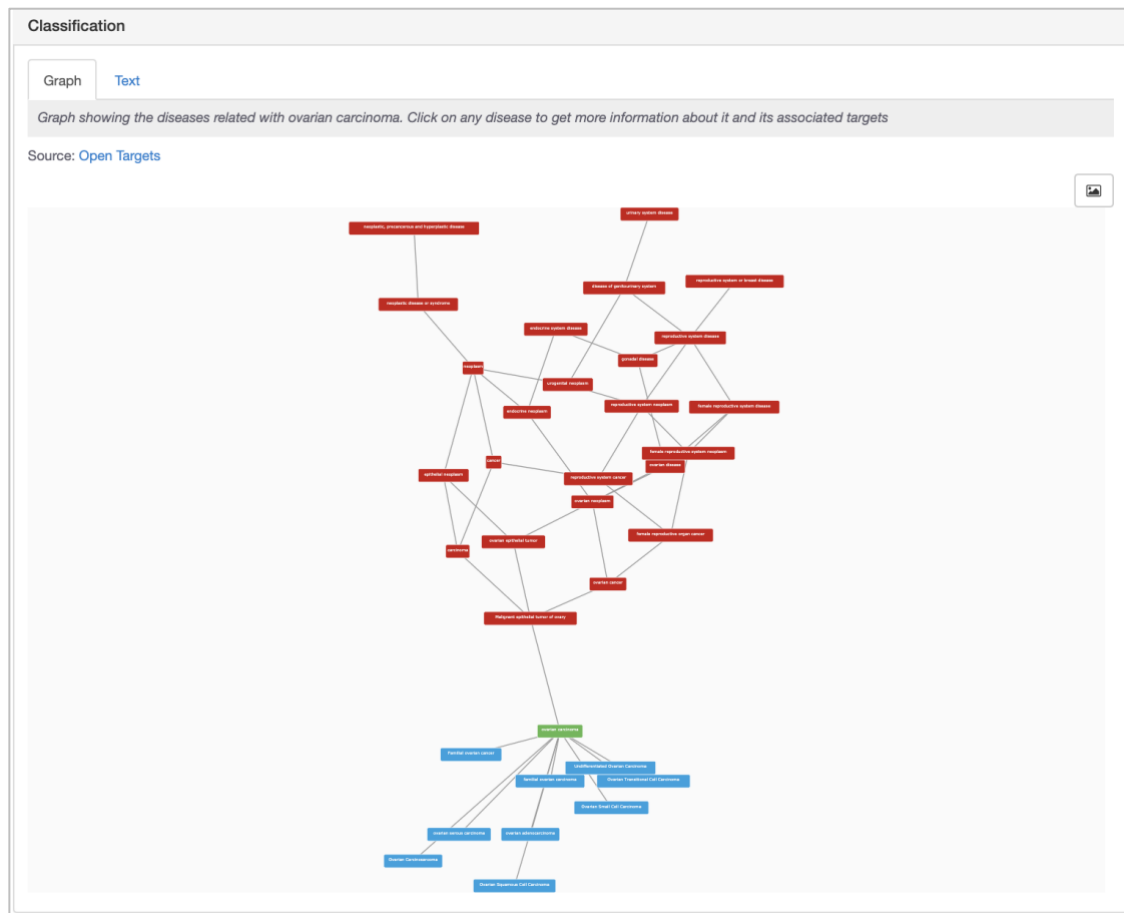 Classification
Graph Text
Graph showing the diseases related with ovarian carcinoma. Click on any disease to get more information about it and its associated targets
Source: Open Targets
urinary system disease
neoplastic, precancerous and hyperplastic disease
reproductive system or breast disease
disease of genitourinary system
neoplastic disease or syndrome
endocrine system disease
reproductive system disease
gonadal disease
neoplasm
urogenital neoplasm
reproductive system neoplasm
female reproductive system disease
endocrine neoplasm
female reproductive system neoplasm
cancer
ovarian disease
epithelial neoplasm
reproductive system cancer
ovarian neoplasm
female reproductive organ cancer
ovarian epithelial tumor
carcinoma
ovarian cancer
Malignant epithelial tumor of ovary
ovarian carcinoma
Familial ovarian cancer
Undifferentiated Ovarian Carcinoma
familial ovarian carcinoma
Ovarian Transitional Cell Carcinoma
Ovarian Small Cell Carcinoma
ovarian serous carcinoma
ovarian adenocarcinoma
Ovarian Carcinosarcoma
Ovarian Squamous Cell Carcinoma